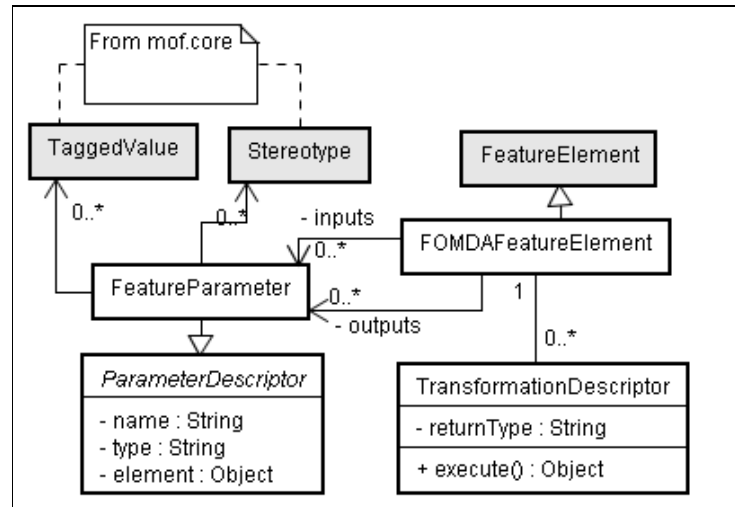 From mof.core
TaggedValue
Stereotype
FeatureElement
0..*
0..*
- inputs
0..*
FOMDAFeatureElement
FeatureParameter
0..*
- outputs
1
0..*
ParameterDescriptor
- name : String
- type : String
- element : Object
TransformationDescriptor
- returnType : String
+ execute() : Object